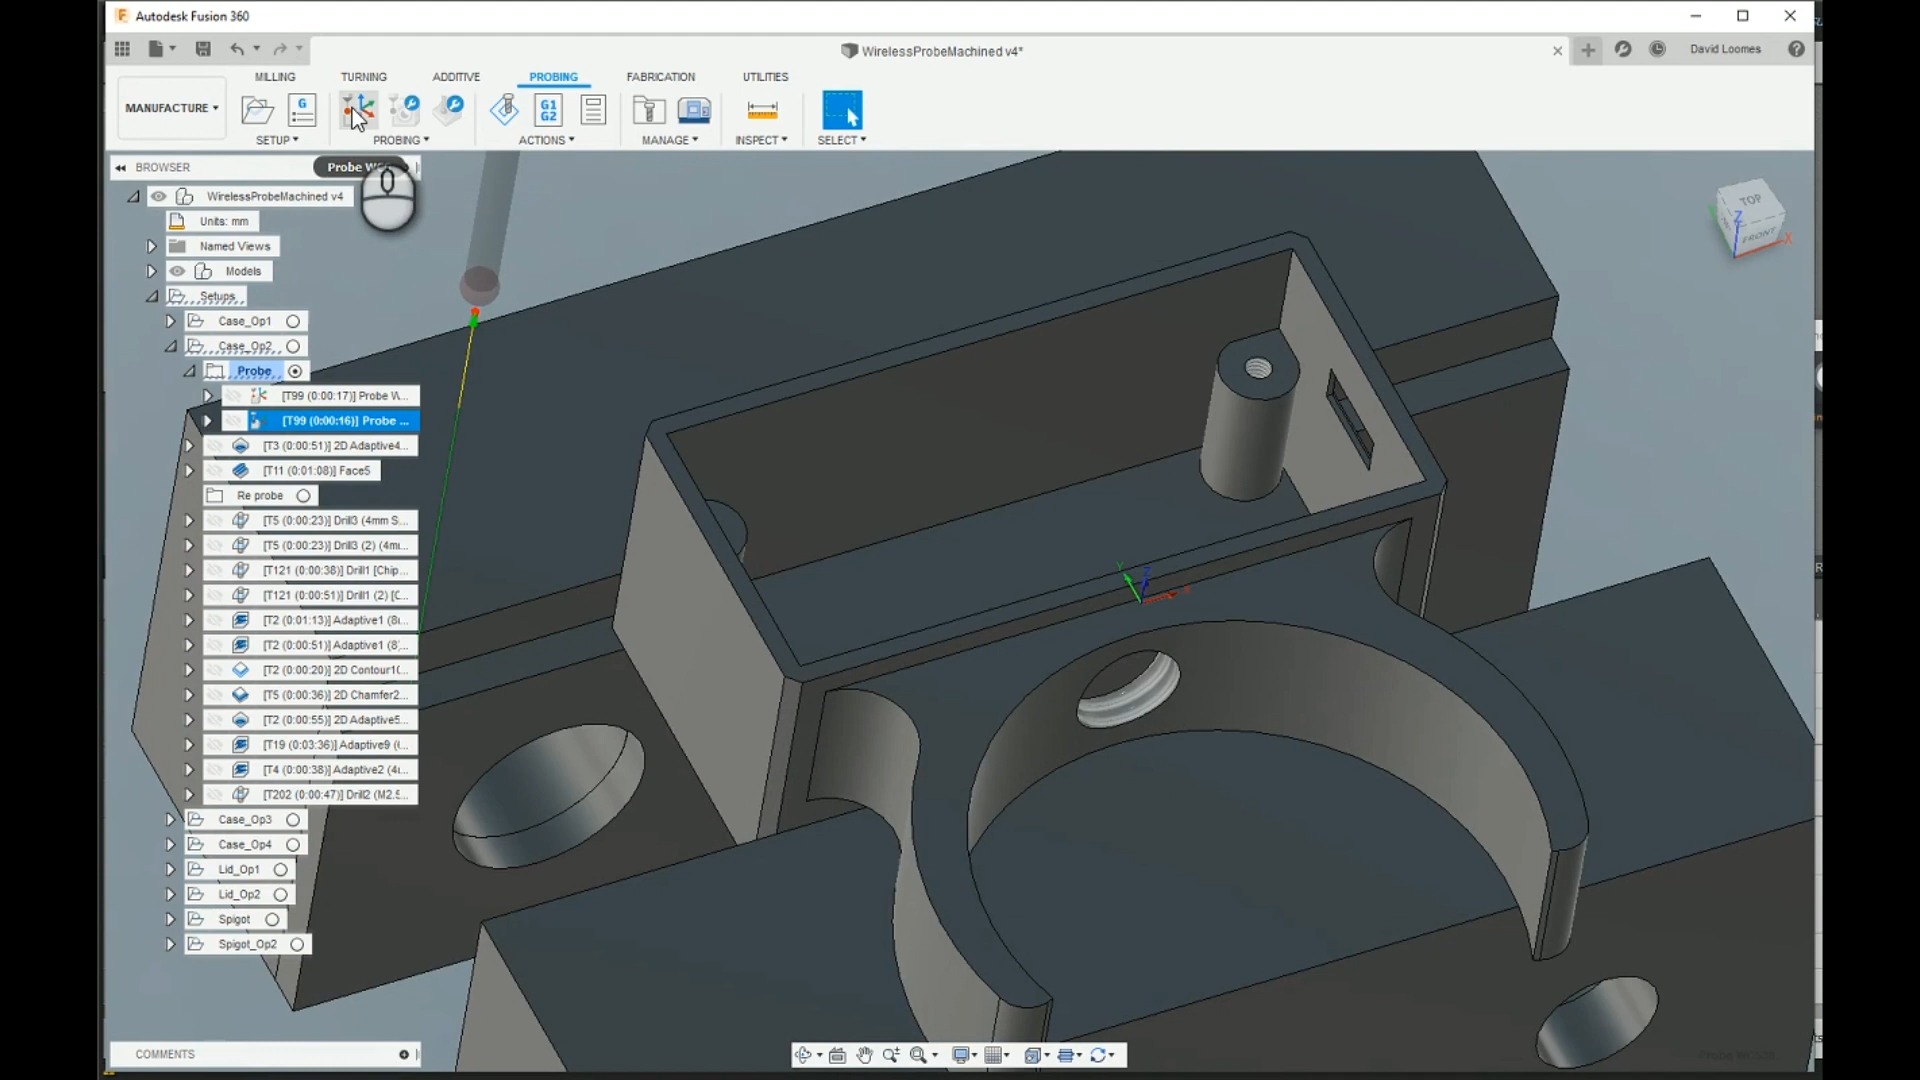 Autodesk Fusion 360
WirelessProbeMachined v4*
David Loomes
MILLING TURNING ADDITIVE PROBING FABRICATION UTILITIES
MANUFACTURE
G
G1
G2
SETUP PROBING ACTIONS MANAGE INSPECT SELECT
BROWSER
Probe
WirelessProbeMachined v4
Units: mm
Named Views
Models
Setups
Case_Op1
Case_Op2
Probe
[T99 (0:00:17)] Probe W...
[T99 (0:00:16)] Probe ...
[T3 (0:00:51)] 2D Adaptive4...
[T11 (0:01:08)] Face5
Re probe
[T5 (0:00:23)] Drill3 (4mm S...
[T5 (0:00:23)] Drill3 (2) (4m...
[T121 (0:00:38)] Drill1 [Chip...
[T121 (0:00:51)] Drill1 (2) [C...
[T2 (0:01:13)] Adaptive1 (8...
[T2 (0:00:51)] Adaptive1 (8)...
[T2 (0:00:20)] 2D Contour1...
[T5 (0:00:36)] 2D Chamfer2...
[T2 (0:00:55)] 2D Adaptive5...
[T19 (0:03:36)] Adaptive9 (...
[T4 (0:00:38)] Adaptive2 (4...
[T202 (0:00:47)] Drill2 (M2.5...
Case_Op3
Case_Op4
Lid_Op1
Lid_Op2
Spigot
Spigot_Op2
COMMENTS
TOP
FRONT
Z
X
Y
Z